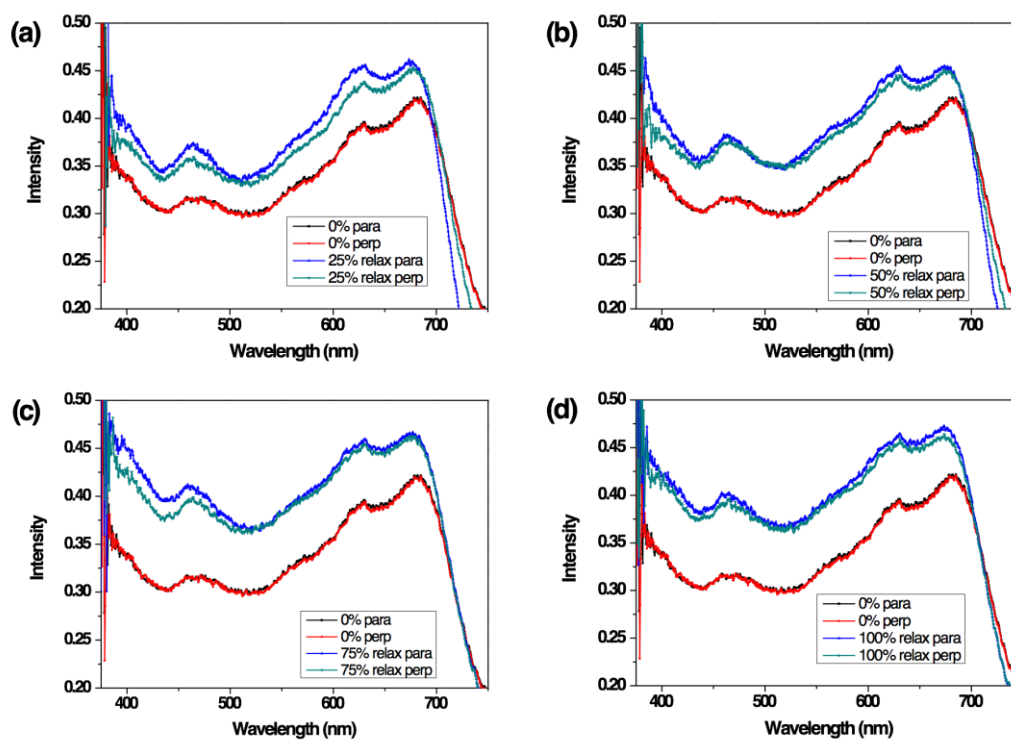 (a)
0.50
0.45
0.40
0.35
0.30
0.25
0.20
Intensity
400 500 600 700
Wavelength (nm)
0% para
0% perp
25% relax para
25% relax perp
(b)
0.50
0.45
0.40
0.35
0.30
0.25
0.20
Intensity
400 500 600 700
Wavelength (nm)
0% para
0% perp
50% relax para
50% relax perp
(c)
0.50
0.45
0.40
0.35
0.30
0.25
0.20
Intensity
400 500 600 700
Wavelength (nm)
0% para
0% perp
75% relax para
75% relax perp
(d)
0.50
0.45
0.40
0.35
0.30
0.25
0.20
Intensity
400 500 600 700
Wavelength (nm)
0% para
0% perp
100% relax para
100% relax perp